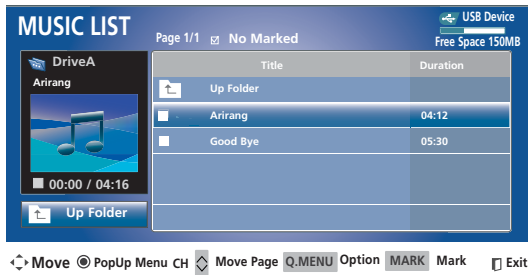 MUSIC LIST
Page 1/1 No Marked
USB Device
Free Space 150MB
DriveA
Arirang
00:00 / 04:16
Up Folder
Title Duration
Up Folder
Arirang 04:12
Good Bye 05:30
Move PopUp Menu CH Move Page Q.MENU Option MARK Mark Exit